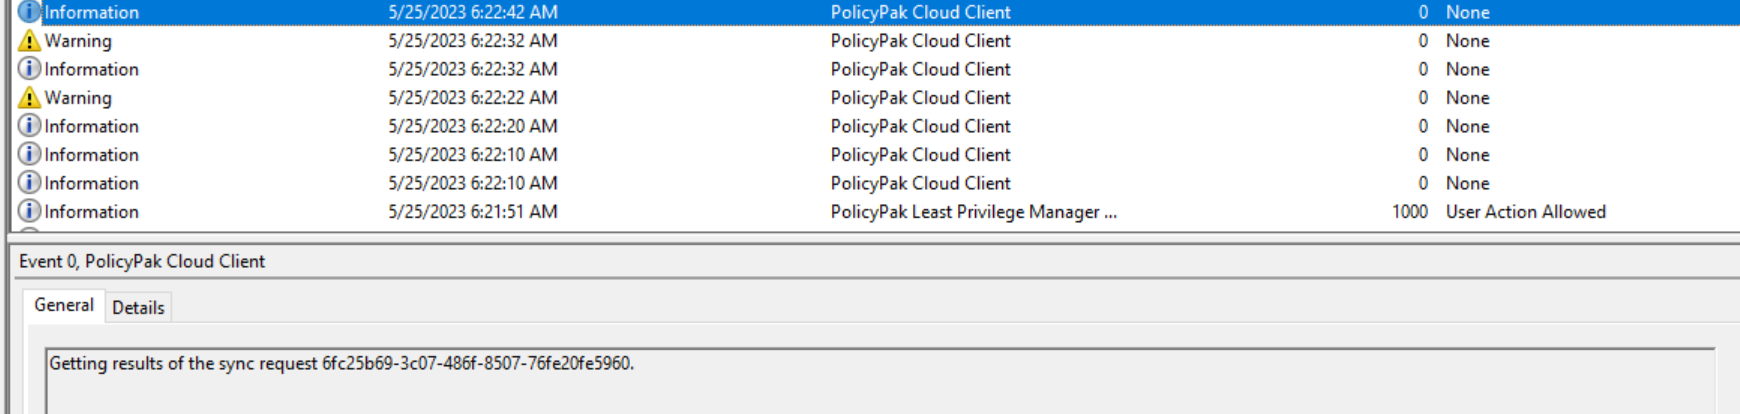 Information 5/25/2023 6:22:42 AM PolicyPak Cloud Client 0 None
Warning 5/25/2023 6:22:32 AM PolicyPak Cloud Client 0 None
Information 5/25/2023 6:22:32 AM PolicyPak Cloud Client 0 None
Warning 5/25/2023 6:22:22 AM PolicyPak Cloud Client 0 None
Information 5/25/2023 6:22:20 AM PolicyPak Cloud Client 0 None
Information 5/25/2023 6:22:10 AM PolicyPak Cloud Client 0 None
Information 5/25/2023 6:22:10 AM PolicyPak Cloud Client 0 None
Information 5/25/2023 6:21:51 AM PolicyPak Least Privilege Manager ... 1000 User Action Allowed
Event 0, PolicyPak Cloud Client
General Details
Getting results of the sync request 6fc25b69-3c07-486f-8507-76fe20fe5960.